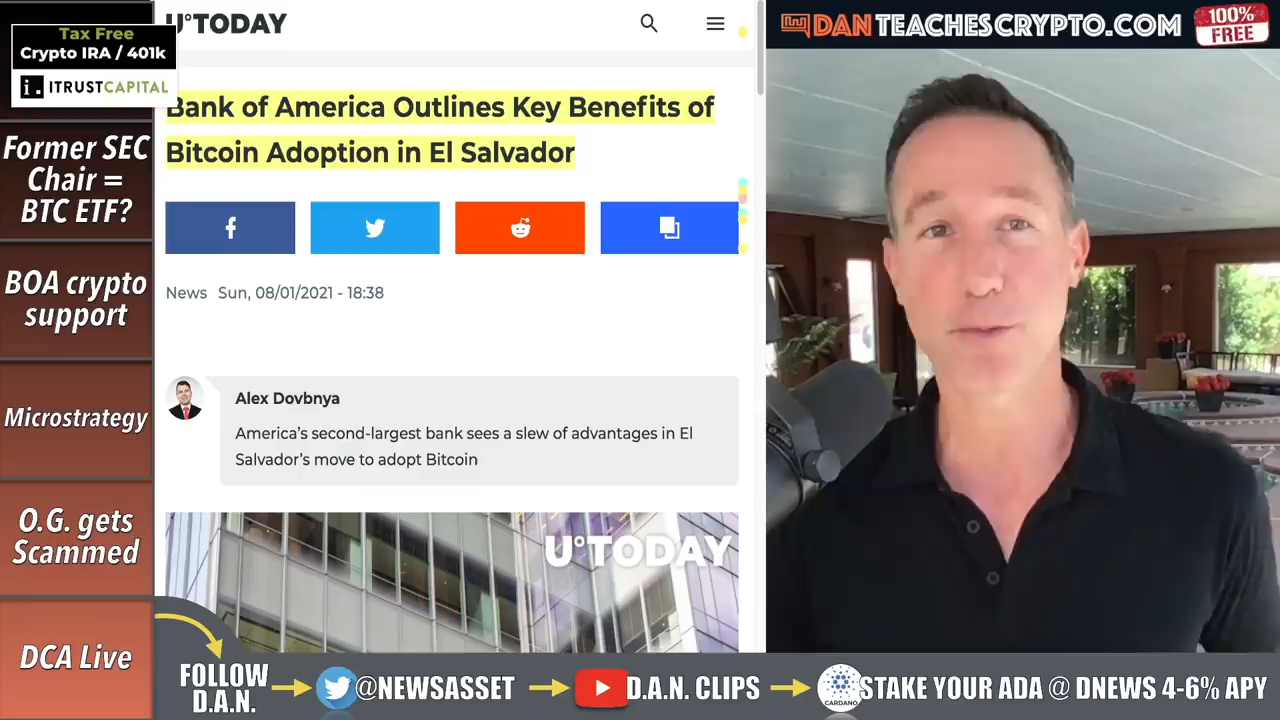 Tax Free
Crypto IRA / 401k
i.
ITRUSTCAPITAL
Former SEC
Chair =
BTC ETF?
BOA crypto
support
Microstrategy
O.G. gets
Scammed
DCA Live
U°TODAY
Bank of America Outlines Key Benefits of
Bitcoin Adoption in El Salvador
News Sun, 08/01/2021 - 18:38
Alex Dovbnya
America's second-largest bank sees a slew of advantages in El
Salvador's move to adopt Bitcoin
U°TODAY
DANTEACHESCRYPTO.COM
100%
FREE
FOLLOW
D.A.N.
@NEWSASSET
D.A.N. CLIPS
CARDANO
STAKE YOUR ADA @ DNEWS 4-6% APY